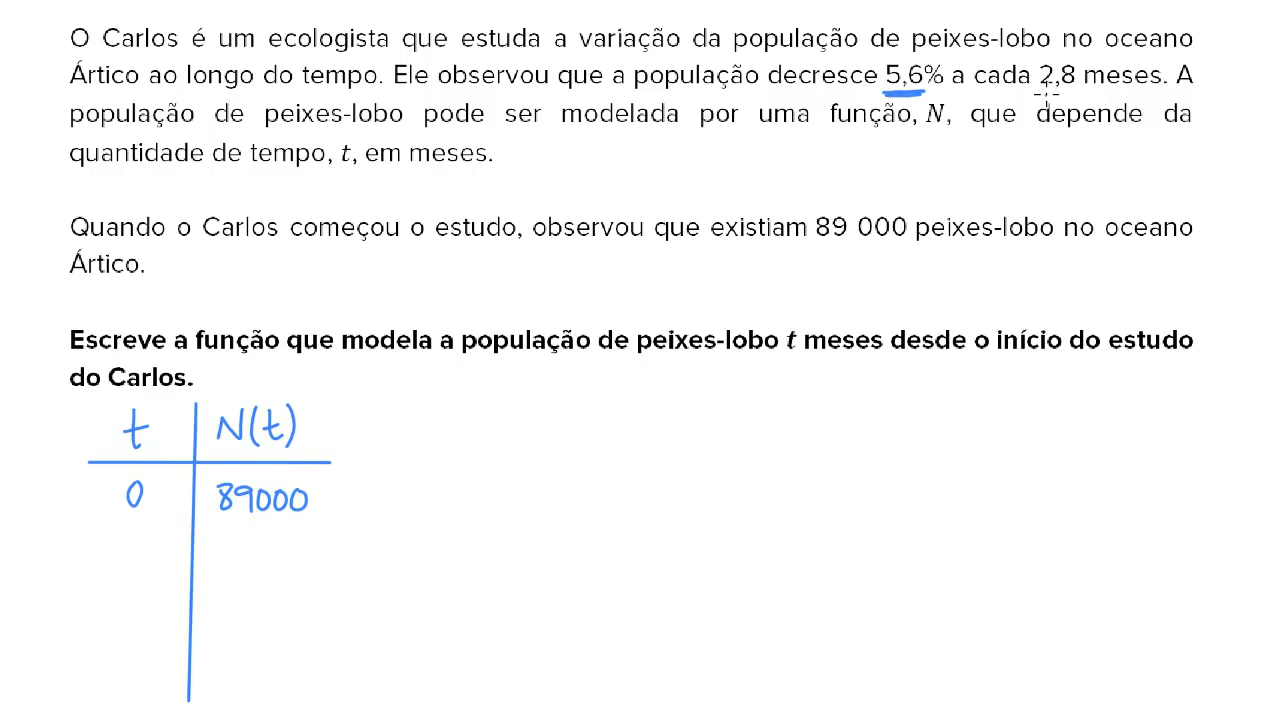 O Carlos é um ecologista que estuda a variação da população de peixes-lobo no oceano
Ártico ao longo do tempo. Ele observou que a população decresce 5,6% a cada 2,8 meses. A
população de peixes-lobo pode ser modelada por uma função, N, que depende da
quantidade de tempo, t, em meses.
Quando o Carlos começou o estudo, observou que existiam 89 000 peixes-lobo no oceano
Ártico.
Escreve a função que modela a população de peixes-lobo t meses desde o início do estudo
do Carlos.
t N(t)
0 89000